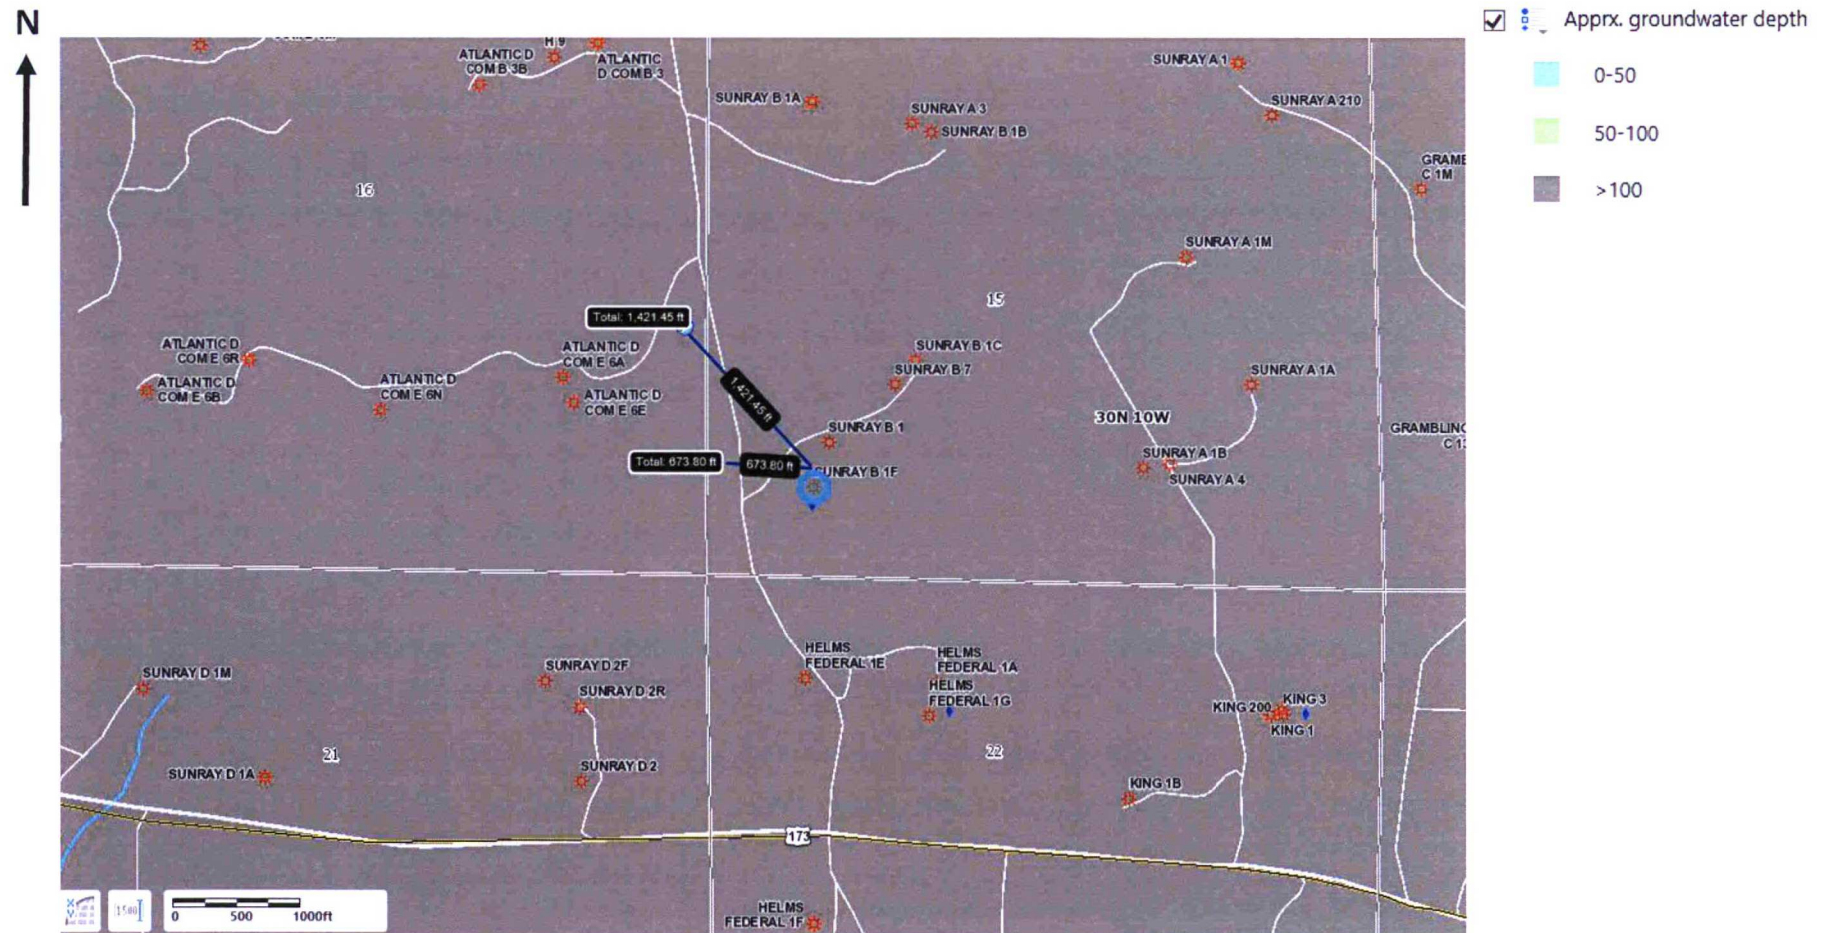 N
Apprx. groundwater depth
0-50
50-100
>100
H 9
ATLANTIC D
COM B 3B
ATLANTIC
D COM B 3
SUNRAY B 1A
SUNRAY A 3
SUNRAY B 1B
SUNRAY A 1
SUNRAY A 210
C 1M
16
SUNRAY A 1M
15
Total: 1,421.45 ft
1,421.45 ft
ATLANTIC D
COM E 6R
ATLANTIC D
COM E 6B
ATLANTIC D
COM E 6N
ATLANTIC D
COM E 6A
ATLANTIC D
COM E 6E
SUNRAY B 1C
SUNRAY B 7
SUNRAY A 1A
SUNRAY B 1
30N 10W
Total: 673.80 ft
673.80 ft
SUNRAY B 1F
SUNRAY A 1B
SUNRAY A 4
SUNRAY D 1M
SUNRAY D 2F
SUNRAY D 2R
HELMS
FEDERAL 1E
HELMS
FEDERAL 1A
HELMS
FEDERAL 1G
KING 200
KING 3
KING 1
21
22
SUNRAY D 1A
SUNRAY D 2
KING 1B
173
HELMS
FEDERAL 1F
1500
0 500 1000ft